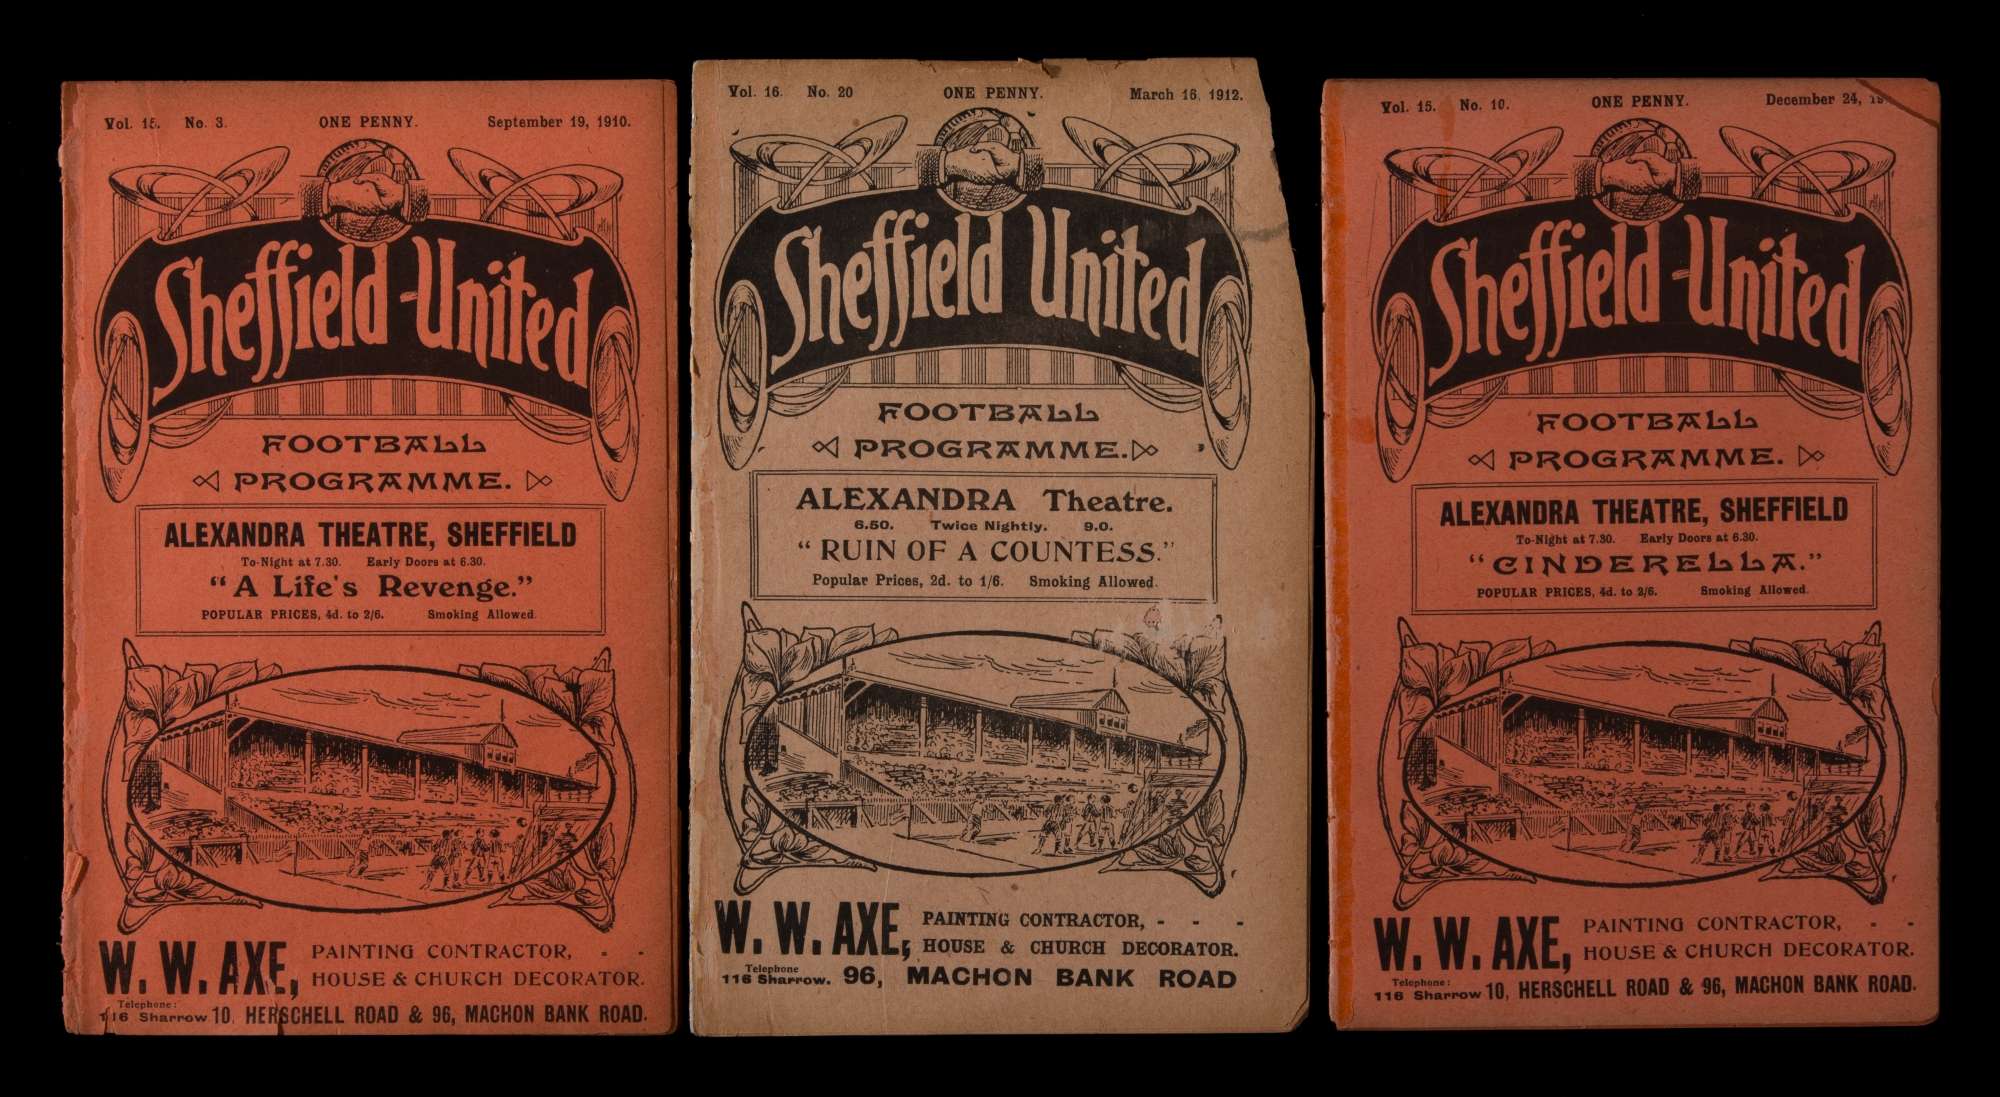 Vol. 15. No. 3. ONE PENNY. September 19, 1910.
Sheffield United
FOOTBALL
PROGRAMME.
ALEXANDRA THEATRE, SHEFFIELD
To-Night at 7.30. Early Doors at 6.30.
"A Life's Revenge."
POPULAR PRICES, 4d. to 2/6. Smoking Allowed.
W. W. AXE, PAINTING CONTRACTOR, - -
HOUSE & CHURCH DECORATOR.
Telephone:
116 Sharrow 10, HERSCHELL ROAD & 96, MACHON BANK ROAD.
Vol. 16. No. 20 ONE PENNY. March 16, 1912.
Sheffield United
FOOTBALL
PROGRAMME.
ALEXANDRA Theatre.
6.50. Twice Nightly. 9.0.
"RUIN OF A COUNTESS."
Popular Prices, 2d. to 1/6. Smoking Allowed.
W. W. AXE, PAINTING CONTRACTOR, - - -
HOUSE & CHURCH DECORATOR.
Telephone
116 Sharrow. 96, MACHON BANK ROAD
Vol. 15. No. 10. ONE PENNY. December 24,
Sheffield United
FOOTBALL
PROGRAMME.
ALEXANDRA THEATRE, SHEFFIELD
To-Night at 7.30. Early Doors at 6.30.
"CINDERELLA."
POPULAR PRICES, 4d. to 2/6. Smoking Allowed.
W. W. AXE, PAINTING CONTRACTOR, - -
HOUSE & CHURCH DECORATOR.
Telephone:
116 Sharrow 10, HERSCHELL ROAD & 96, MACHON BANK ROAD.